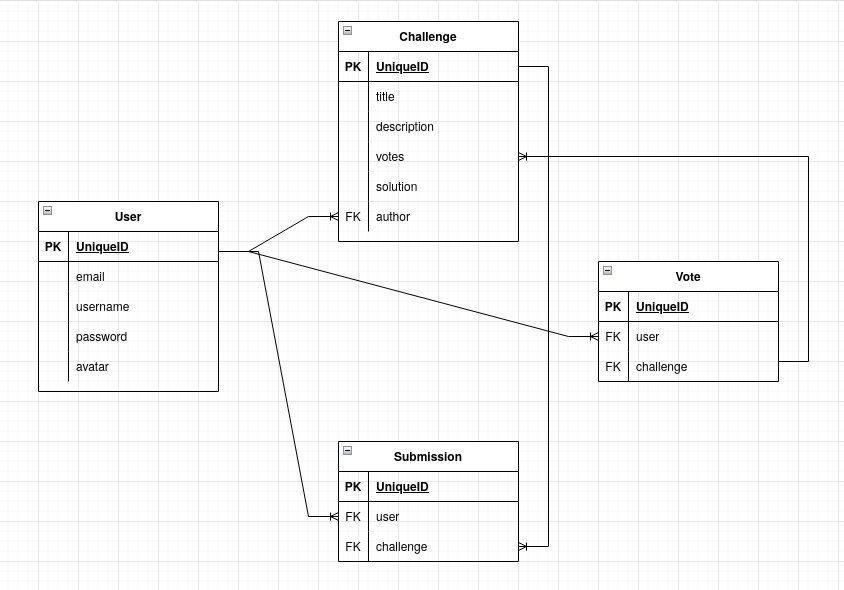 Challenge
PK UniqueID
title
description
votes
solution
FK author
User
PK UniqueID
email
username
password
avatar
Vote
PK UniqueID
FK user
FK challenge
Submission
PK UniqueID
FK user
FK challenge